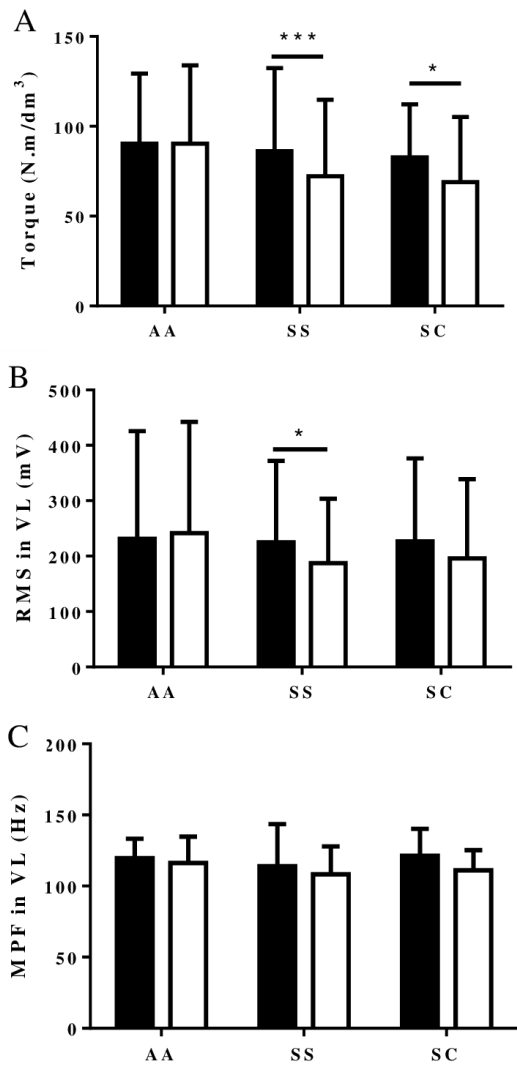 A
Torque (N.m/dm³)
150
100
50
0
***
*
AA
SS
SC
B
RMS in VL (mV)
500
400
300
200
100
0
*
AA
SS
SC
C
MPF in VL (Hz)
200
150
100
50
0
AA
SS
SC